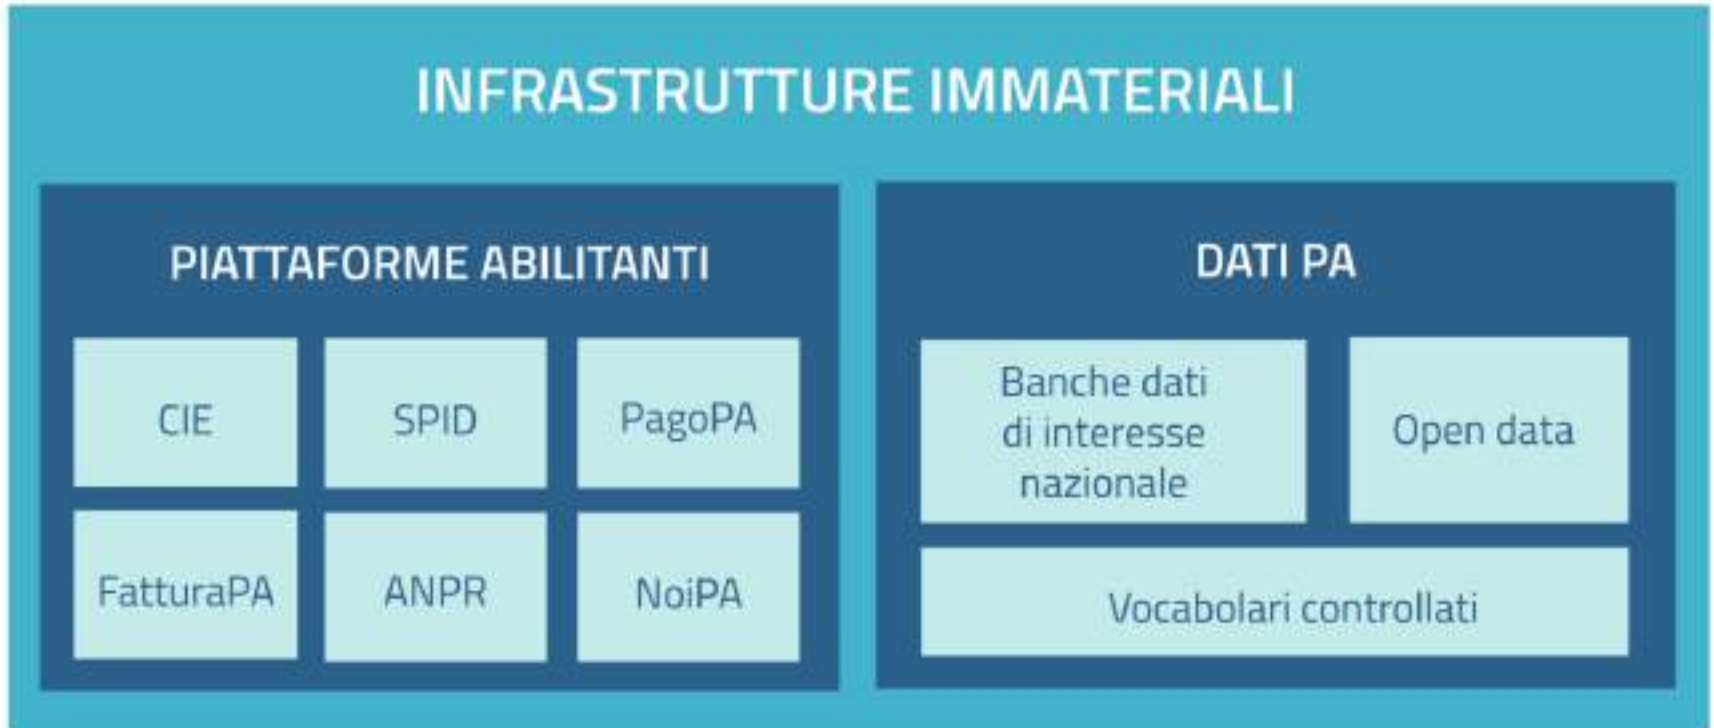 INFRASTRUTTURE IMMATERIALI
PIATTAFORME ABILITANTI
CIE
SPID
PagoPA
FatturaPA
ANPR
NoiPA
DATI PA
Banche dati
di interesse
nazionale
Open data
Vocabolari controllati